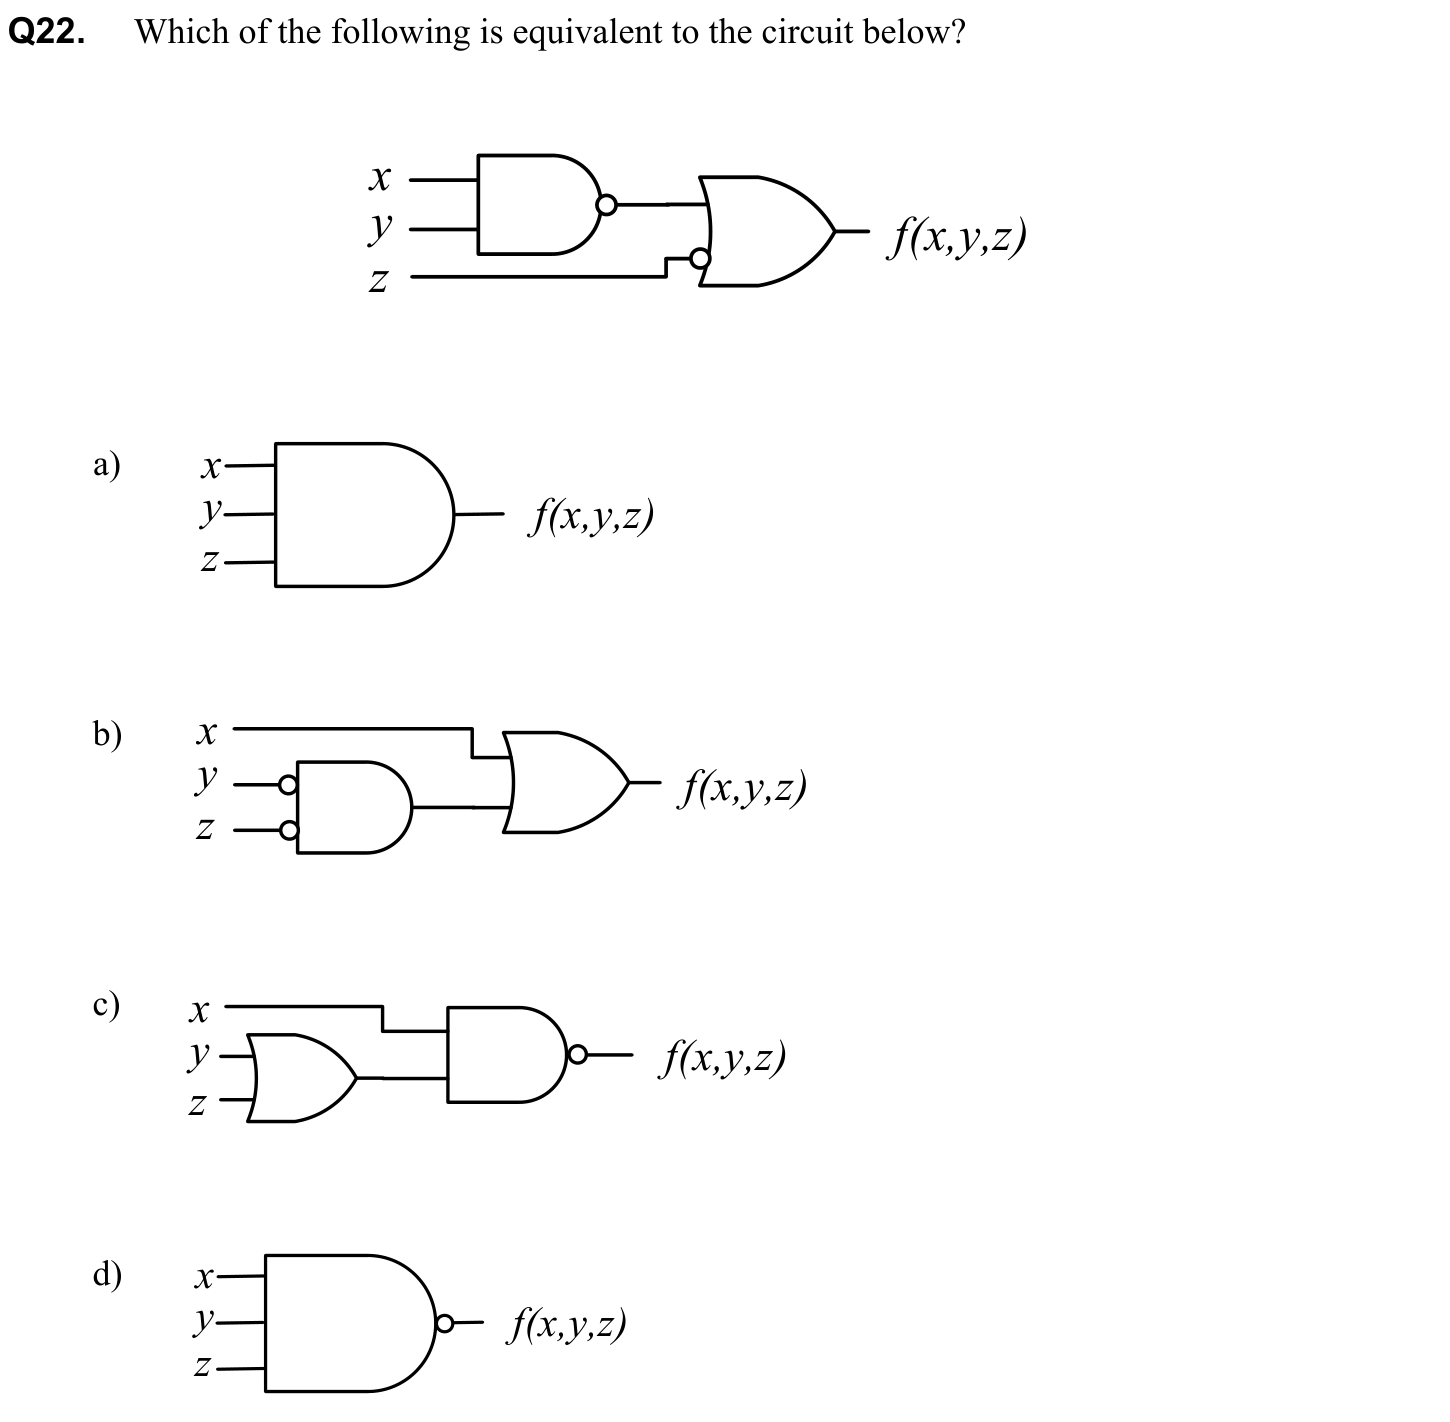 Q22. Which of the following is equivalent to the circuit below?
x
y
z
f(x,y,z)
a)
x
y
z
f(x,y,z)
b)
x
y
z
f(x,y,z)
c)
x
y
z
f(x,y,z)
d)
x
y
z
f(x,y,z)